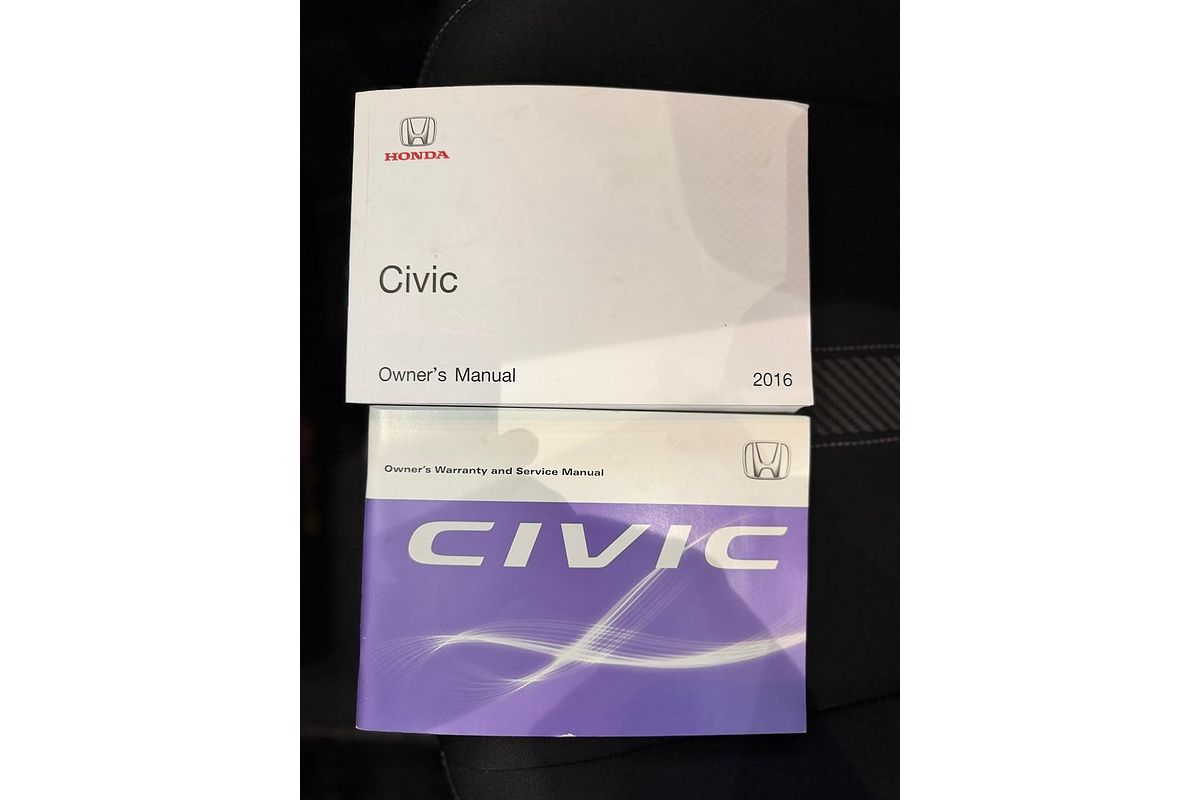 HONDA
Civic
Owner's Manual 2016
Owner's Warranty and Service Manual
CIVIC